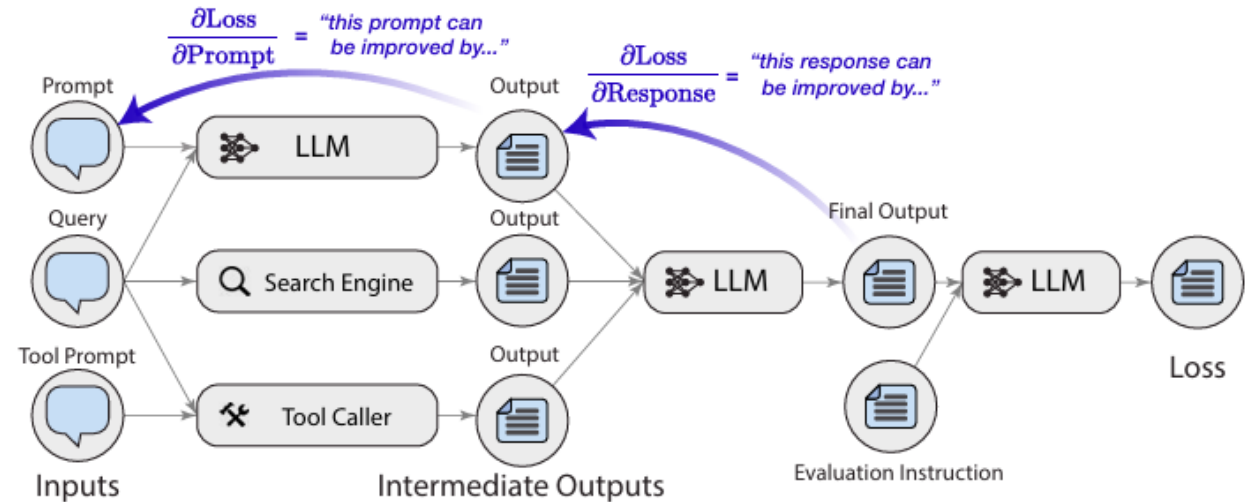 ∂Loss
∂Prompt
=
"this prompt can
be improved by..."
∂Loss
∂Response
=
"this response can
be improved by..."
Prompt
Output
LLM
Query
Output
Final Output
Search Engine
LLM
LLM
Tool Prompt
Output
Loss
Tool Caller
Evaluation Instruction
Inputs
Intermediate Outputs